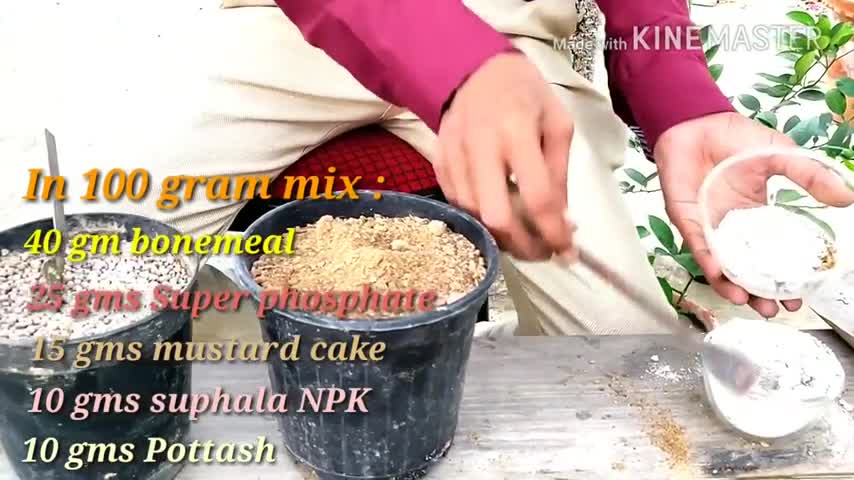 Made with KINEMASTER
In 100 gram mix :
40 gm bonemeal
25 gms Super phosphate
15 gms mustard cake
10 gms suphala NPK
10 gms Pottash